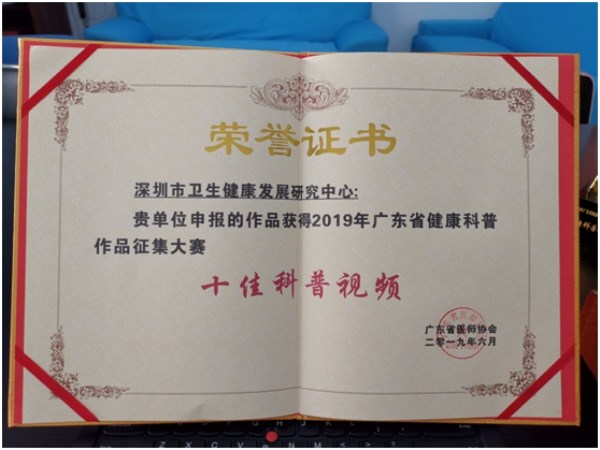 荣誉证书
深圳市卫生健康发展研究中心:
贵单位申报的作品获得2019年广东省健康科普
作品征集大赛
十佳科普视频
广东省医师协会
二零一九年六月
G H J K
Z X C V B N M < >